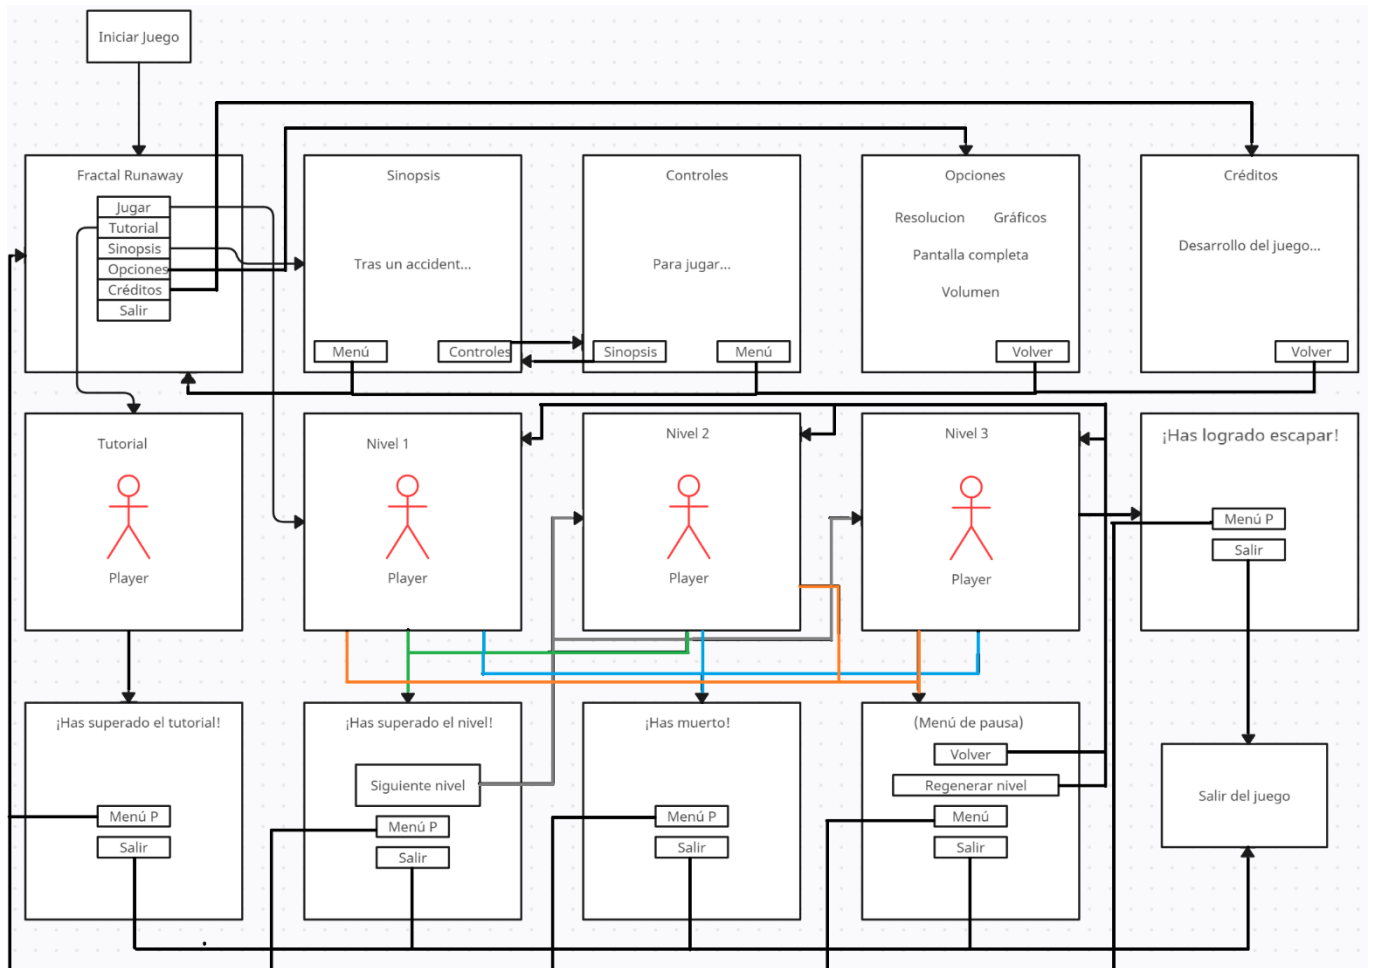 Iniciar Juego
Fractal Runaway
Jugar
Tutorial
Sinopsis
Opciones
Créditos
Salir
Sinopsis
Tras un accident...
Menú
Controles
Controles
Para jugar...
Sinopsis
Menú
Opciones
Resolucion Gráficos
Pantalla completa
Volumen
Volver
Créditos
Desarrollo del juego...
Volver
Tutorial
Player
Nivel 1
Player
Nivel 2
Player
Nivel 3
Player
¡Has logrado escapar!
Menú P
Salir
¡Has superado el tutorial!
Menú P
Salir
¡Has superado el nivel!
Siguiente nivel
Menú P
Salir
¡Has muerto!
Menú P
Salir
(Menú de pausa)
Volver
Regenerar nivel
Menú
Salir
Salir del juego